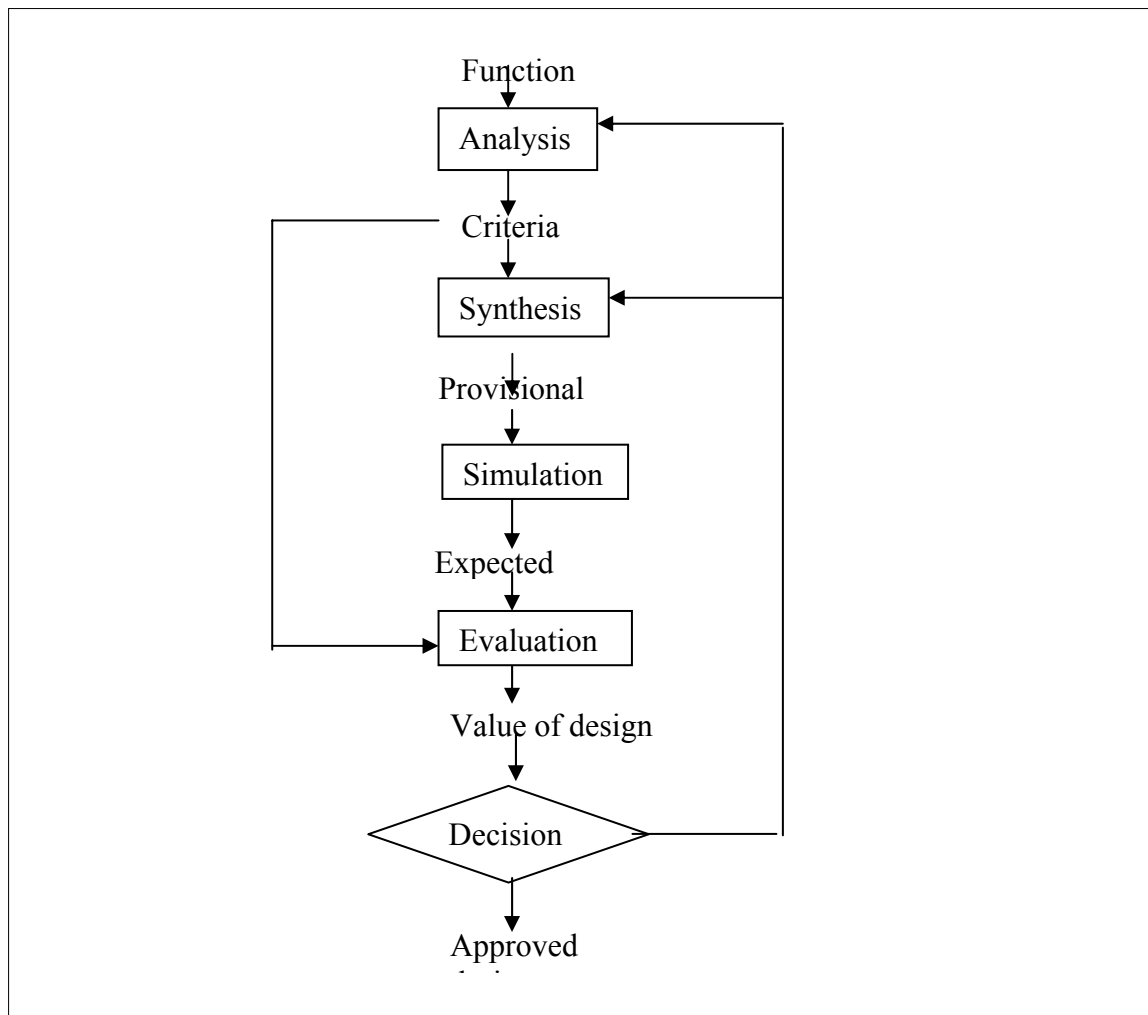 Function
Analysis
Criteria
Synthesis
Provisional
Simulation
Expected
Evaluation
Value of design
Decision
Approved